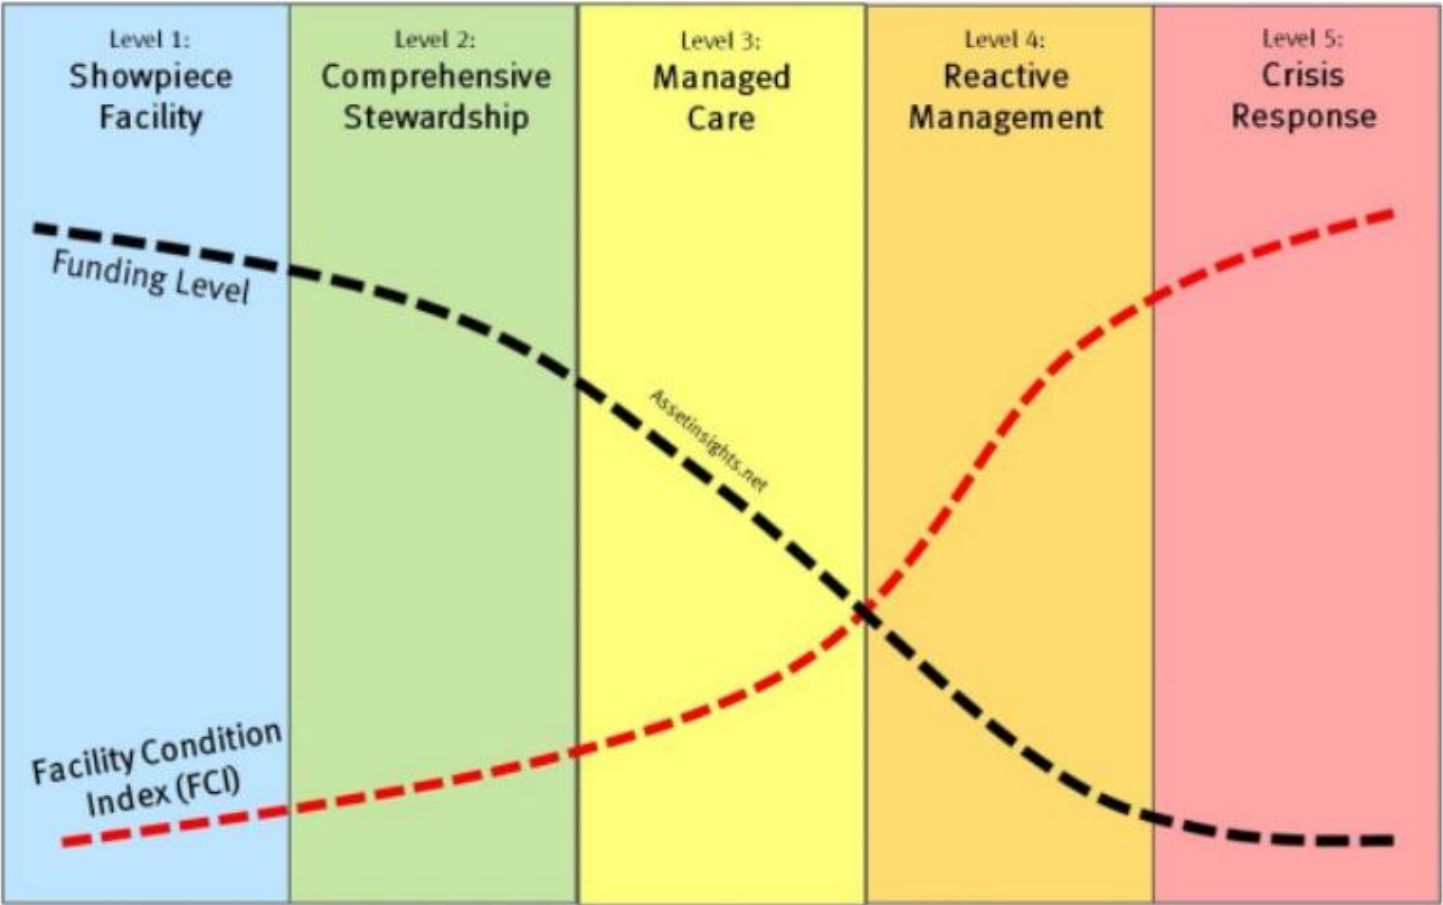 Level 1:
Showpiece
Facility
Level 2:
Comprehensive
Stewardship
Level 3:
Managed
Care
Level 4:
Reactive
Management
Level 5:
Crisis
Response
Funding Level
Assetinsights.net
Facility Condition
Index (FCI)